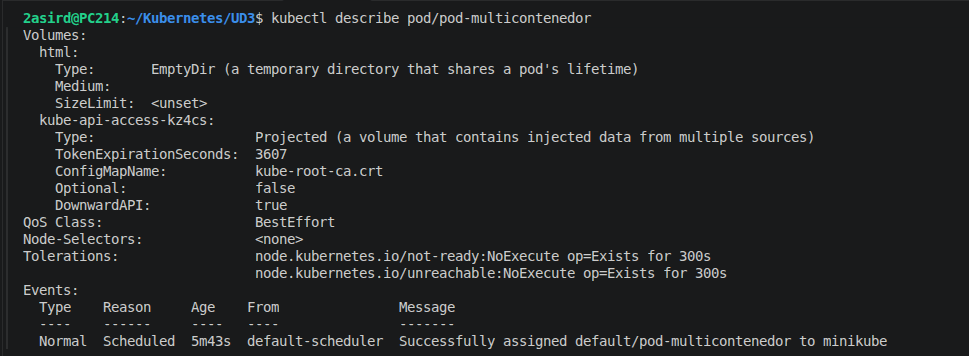 2asird@PC214:~/Kubernetes/UD3$ kubectl describe pod/pod-multicontenedor
Volumes:
  html:
    Type:       EmptyDir (a temporary directory that shares a pod's lifetime)
    Medium:
    SizeLimit:  <unset>
  kube-api-access-kz4cs:
    Type:                    Projected (a volume that contains injected data from multiple sources)
    TokenExpirationSeconds:  3607
    ConfigMapName:           kube-root-ca.crt
    Optional:                false
    DownwardAPI:             true
QoS Class:                   BestEffort
Node-Selectors:              <none>
Tolerations:                 node.kubernetes.io/not-ready:NoExecute op=Exists for 300s
                             node.kubernetes.io/unreachable:NoExecute op=Exists for 300s
Events:
  Type    Reason     Age    From               Message
  ----    ------     ----   ----               -------
  Normal  Scheduled  5m43s  default-scheduler  Successfully assigned default/pod-multicontenedor to minikube